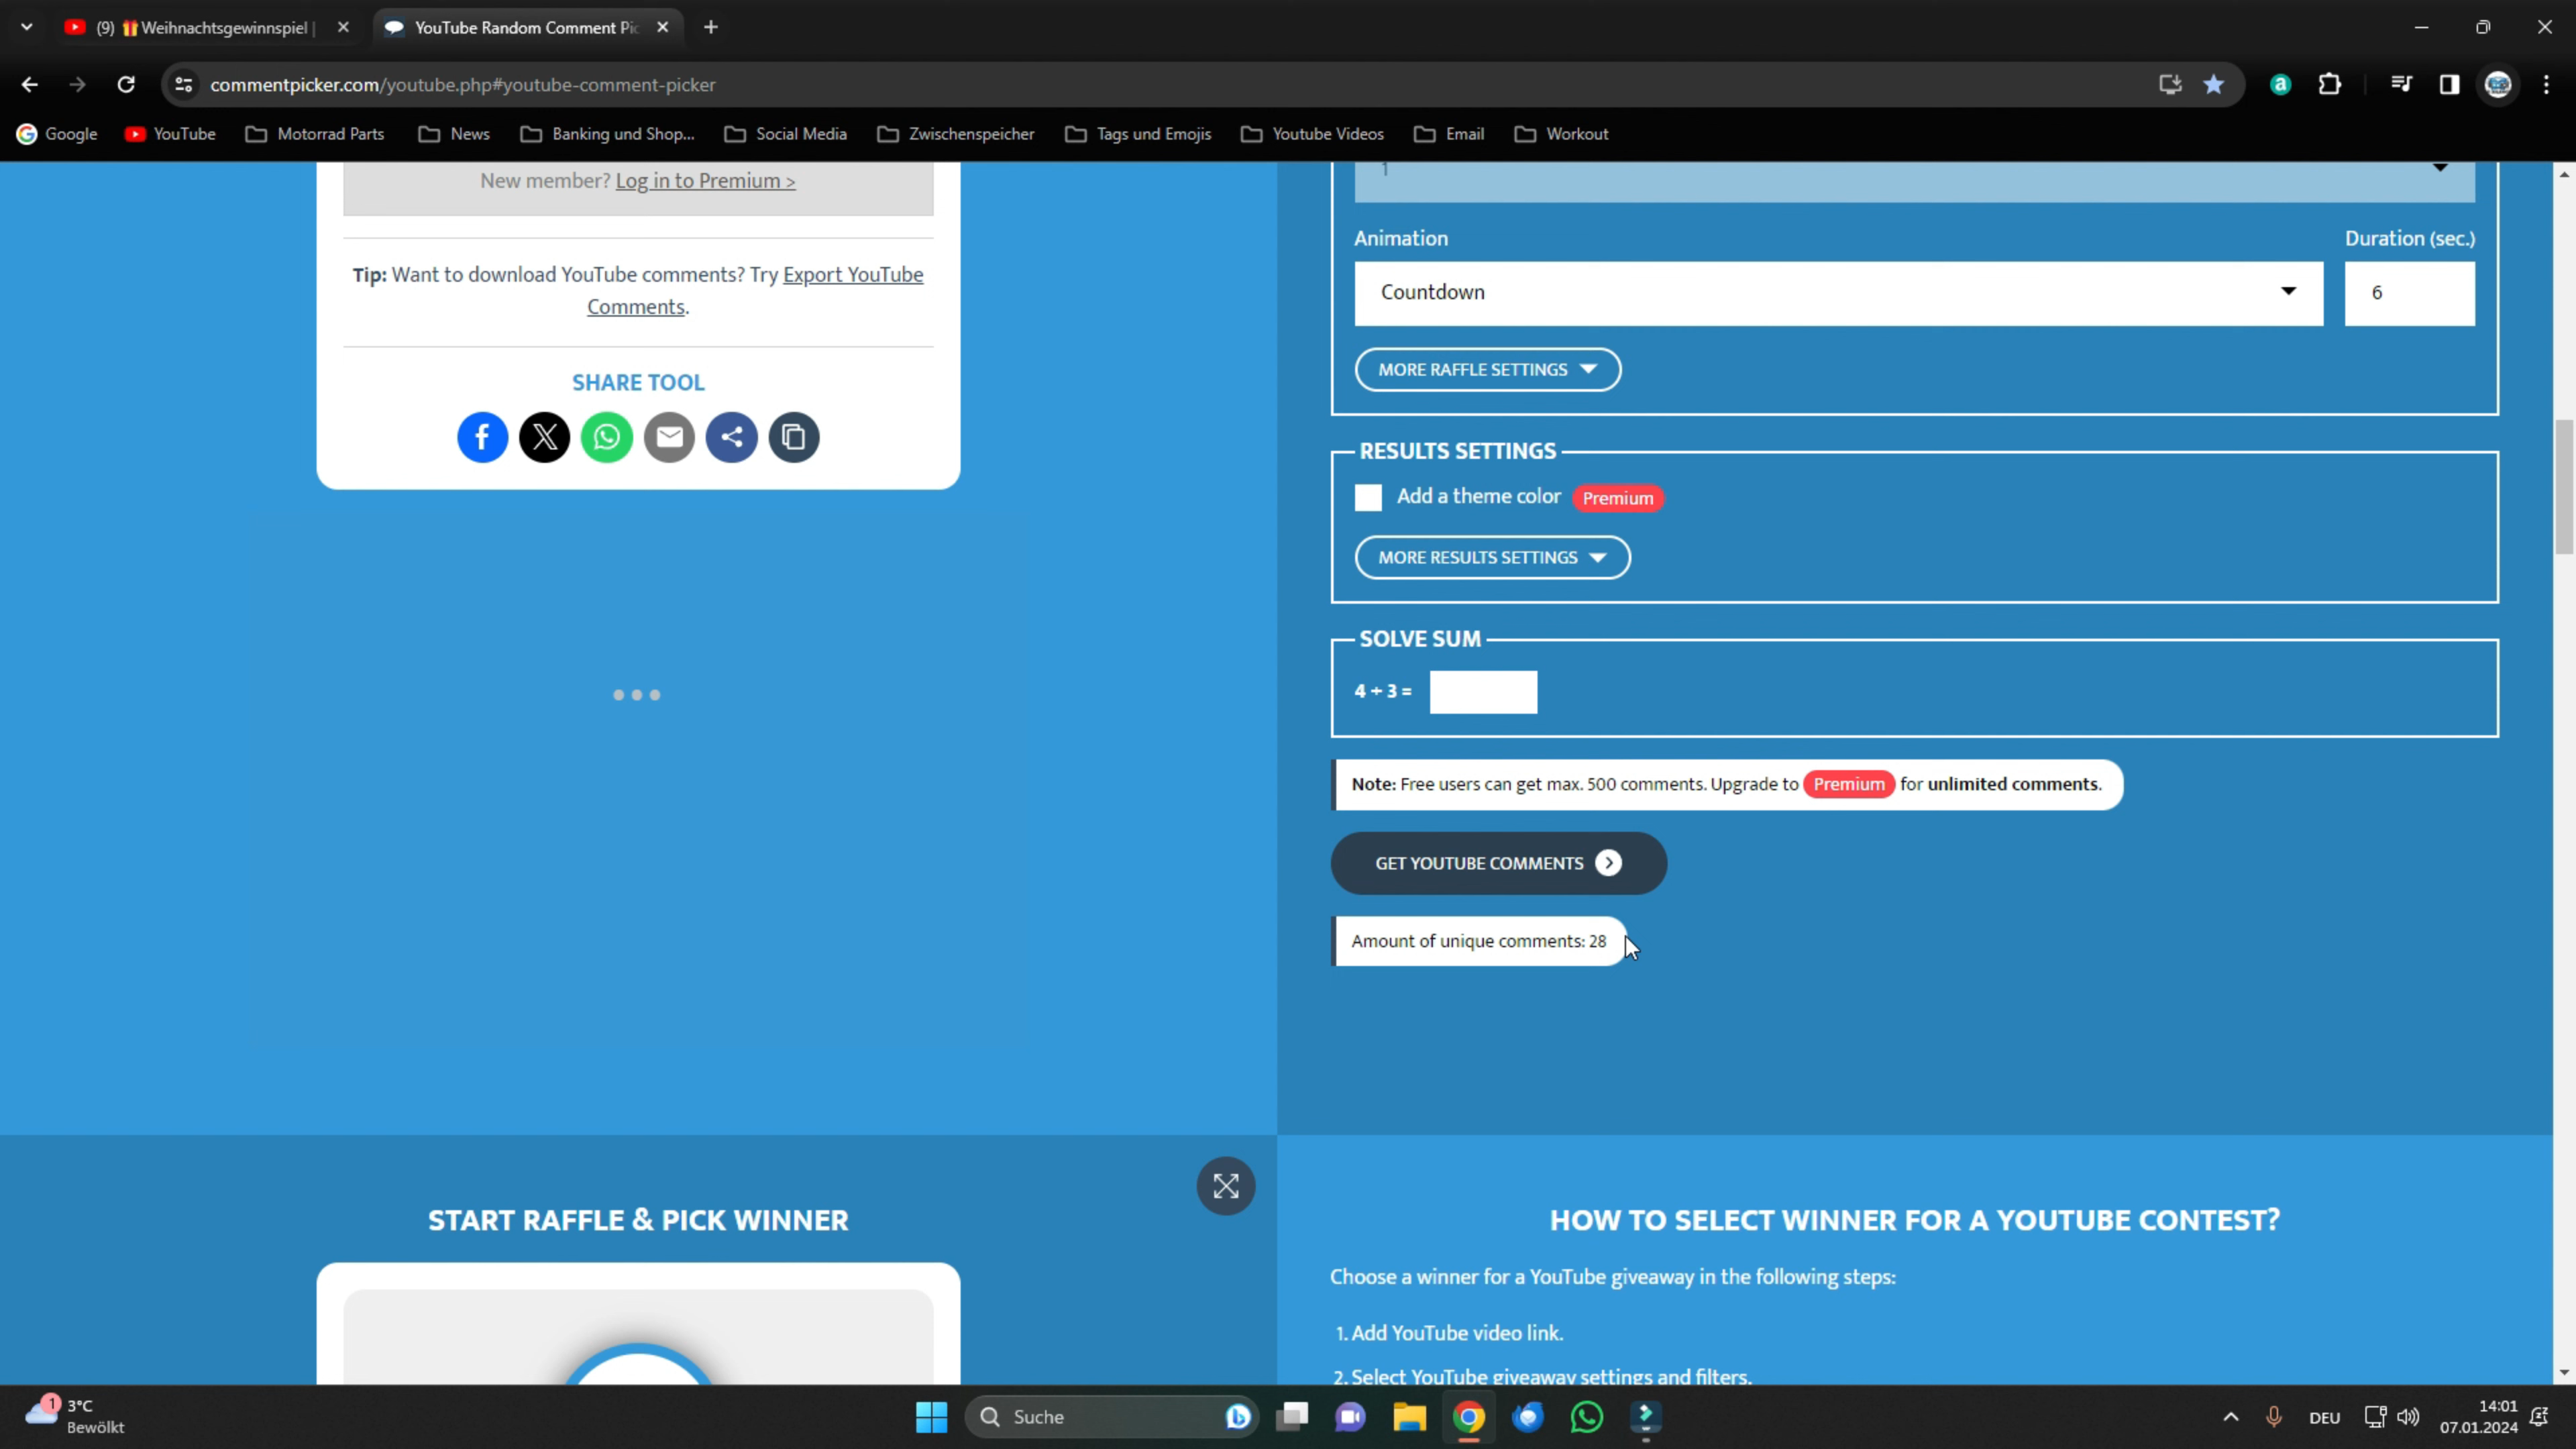 (9) 🎁Weihnachtsgewinnspiel |
YouTube Random Comment Pic
commentpicker.com/youtube.php#youtube-comment-picker
Google
YouTube
Motorrad Parts
News
Banking und Shop...
Social Media
Zwischenspeicher
Tags und Emojis
Youtube Videos
Email
Workout
New member? Log in to Premium >
Tip: Want to download YouTube comments? Try Export YouTube
Comments.
SHARE TOOL
1
Animation
Duration (sec.)
Countdown
6
MORE RAFFLE SETTINGS
RESULTS SETTINGS
Add a theme color Premium
MORE RESULTS SETTINGS
SOLVE SUM
4 + 3 =
Note: Free users can get max. 500 comments. Upgrade to Premium for unlimited comments.
GET YOUTUBE COMMENTS
Amount of unique comments: 28
START RAFFLE & PICK WINNER
HOW TO SELECT WINNER FOR A YOUTUBE CONTEST?
Choose a winner for a YouTube giveaway in the following steps:
1. Add YouTube video link.
2. Select YouTube giveaway settings and filters.
1
3°C
Bewölkt
Suche
DEU
14:01
07.01.2024